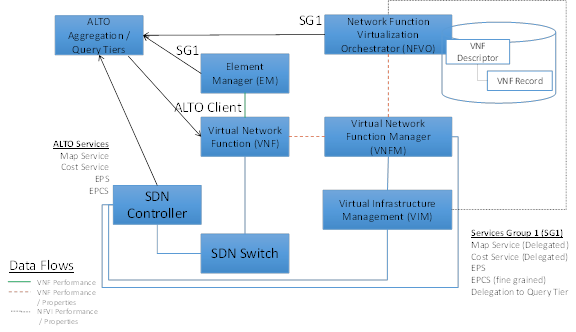 ALTO
Aggregation /
Query Tiers
SG1
Network Function
Virtualization
Orchestrator (NFVO)
VNF
Descriptor
VNF Record
SG1
Element
Manager (EM)
ALTO Client
Virtual Network
Function (VNF)
Virtual Network
Function Manager
(VNFM)
ALTO Services
Map Service
Cost Service
EPS
EPCS
SDN
Controller
Virtual Infrastructure
Management (VIM)
SDN Switch
Services Group 1 (SG1)
Map Service (Delegated)
Cost Service (Delegated)
EPS
EPCS (fine grained)
Delegation to Query Tier
Data Flows
VNF Performance
VNF Performance
/ Properties
NFVI Performance
/ Properties